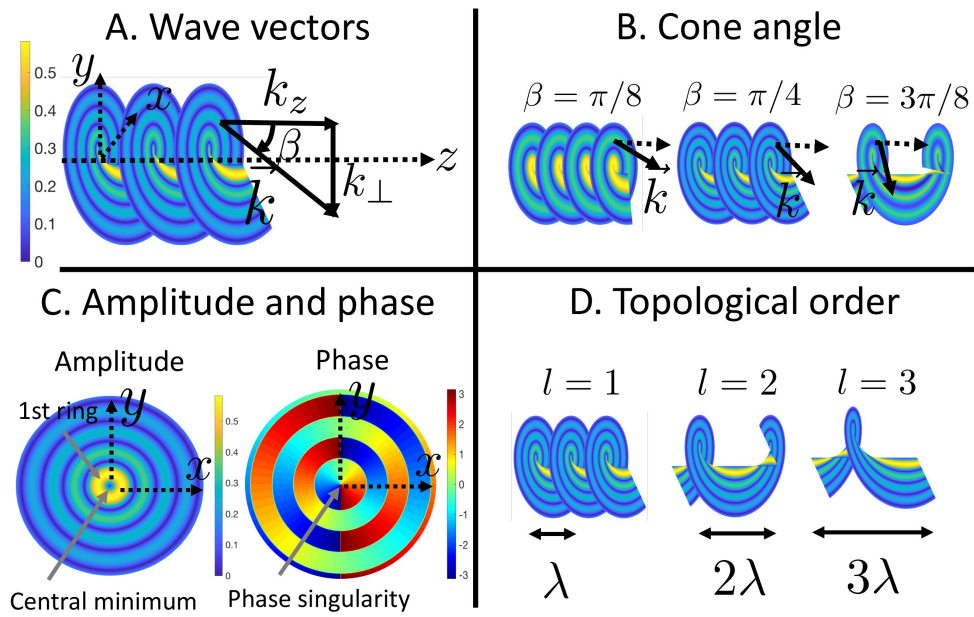 A. Wave vectors
0.5
0.4
0.3
0.2
0.1
0
y
x
k_z
β
k⃗
k_⊥
z
B. Cone angle
β = π/8
β = π/4
β = 3π/8
k⃗
k⃗
k⃗
C. Amplitude and phase
Amplitude
1st ring
y
x
Central minimum
0.5
0.4
0.3
0.2
0.1
0
Phase
y
x
Phase singularity
3
2
1
0
-1
-2
-3
D. Topological order
l = 1
l = 2
l = 3
λ
2λ
3λ